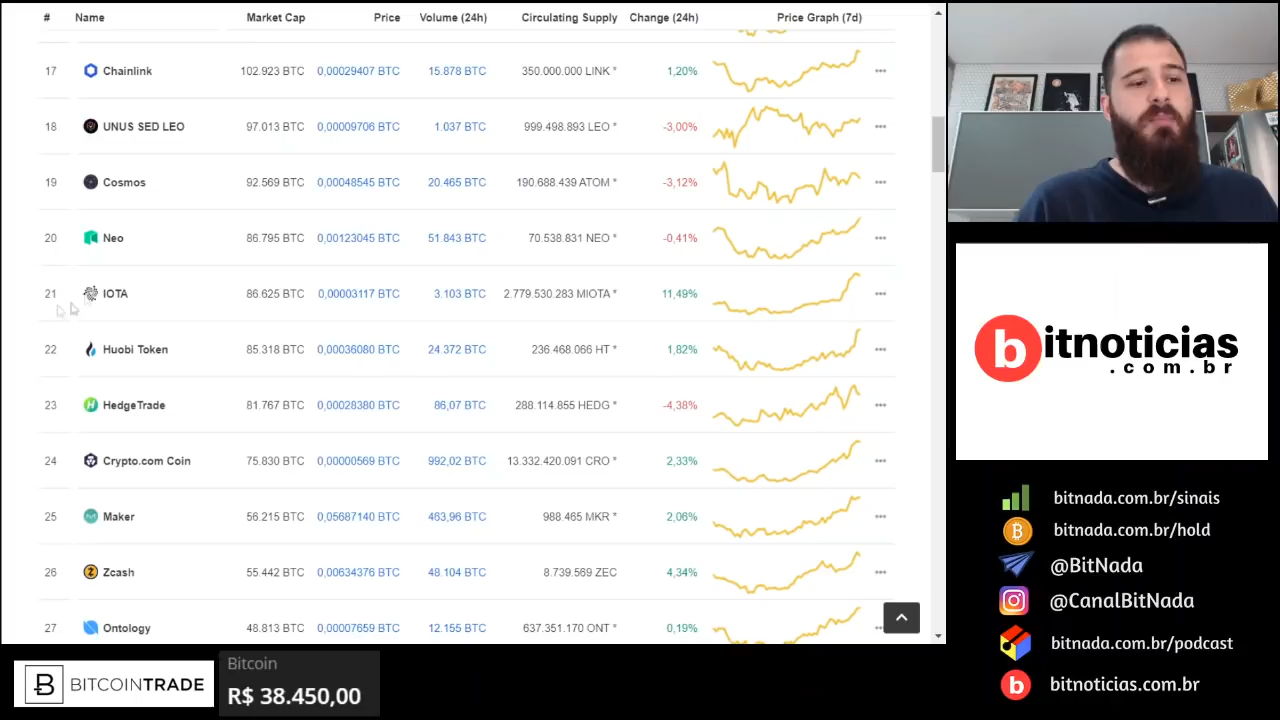 # Name Market Cap Price Volume (24h) Circulating Supply Change (24h) Price Graph (7d)
17 Chainlink 102.923 BTC 0,00029407 BTC 15.878 BTC 350.000.000 LINK * 1,20%
18 UNUS SED LEO 97.013 BTC 0,00009706 BTC 1.037 BTC 999.498.893 LEO * -3,00%
19 Cosmos 92.569 BTC 0,00048545 BTC 20.465 BTC 190.688.439 ATOM * -3,12%
20 Neo 86.795 BTC 0,00123045 BTC 51.843 BTC 70.538.831 NEO * -0,41%
21 IOTA 86.625 BTC 0,00003117 BTC 3.103 BTC 2.779.530.283 MIOTA * 11,49%
22 Huobi Token 85.318 BTC 0,00036080 BTC 24.372 BTC 236.468.066 HT * 1,82%
23 HedgeTrade 81.767 BTC 0,00028380 BTC 86,07 BTC 288.114.855 HEDG * -4,38%
24 Crypto.com Coin 75.830 BTC 0,00000569 BTC 992,02 BTC 13.332.420.091 CRO * 2,33%
25 Maker 56.215 BTC 0,05687140 BTC 463,96 BTC 988.465 MKR * 2,06%
26 Zcash 55.442 BTC 0,00634376 BTC 48.104 BTC 8.739.569 ZEC 4,34%
27 Ontology 48.813 BTC 0,00007659 BTC 12.155 BTC 637.351.170 ONT * 0,19%
bitnoticias
.com.br
bitnada.com.br/sinais
bitnada.com.br/hold
@BitNada
@CanalBitNada
bitnada.com.br/podcast
bitnoticias.com.br
BITCOINTRADE
Bitcoin
R$ 38.450,00